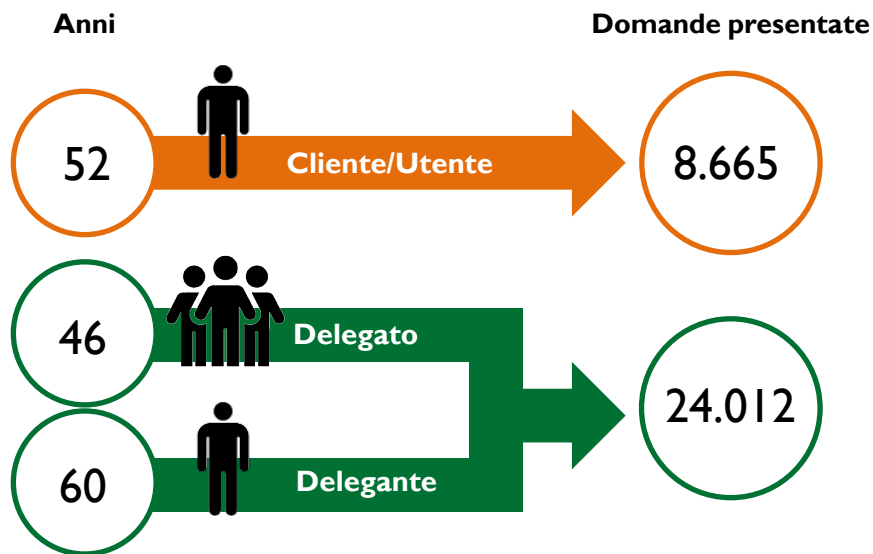 Anni
Domande presentate
52
Cliente/Utente
8.665
46
Delegato
24.012
60
Delegante